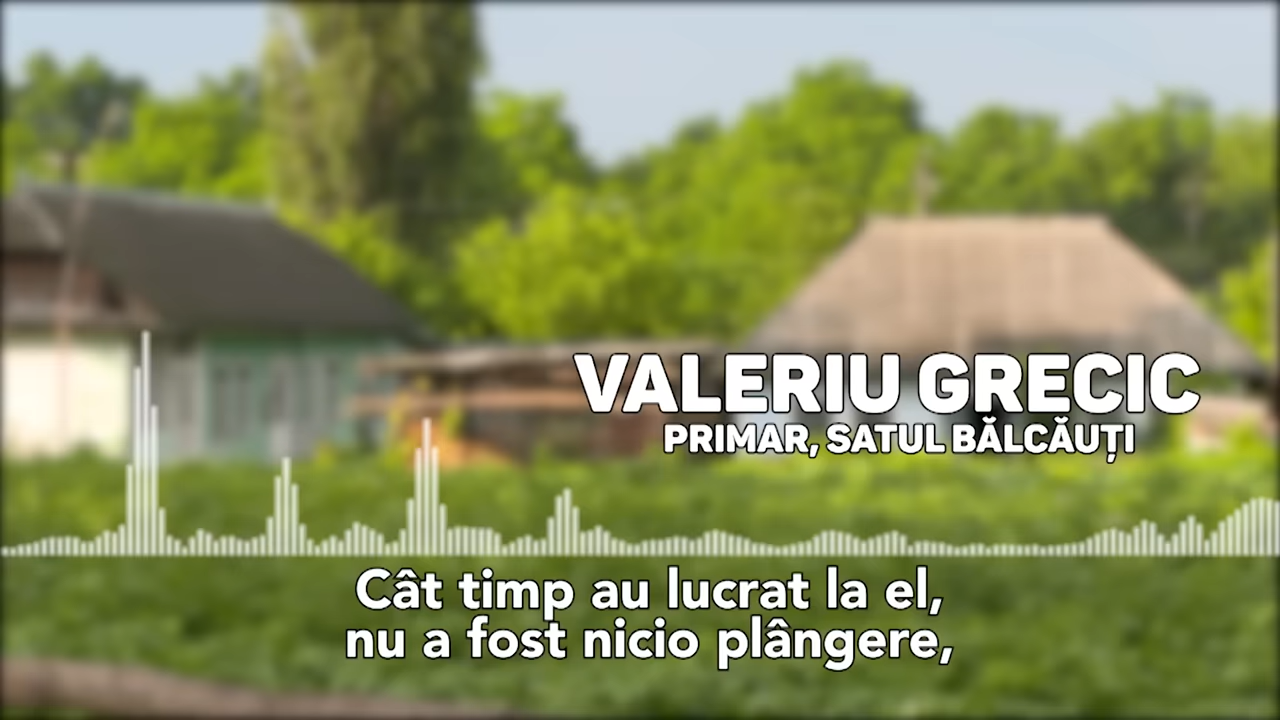 VALERIU GRECIC
PRIMAR, SATUL BĂLCĂUȚI
Cât timp au lucrat la el,
nu a fost nicio plângere,